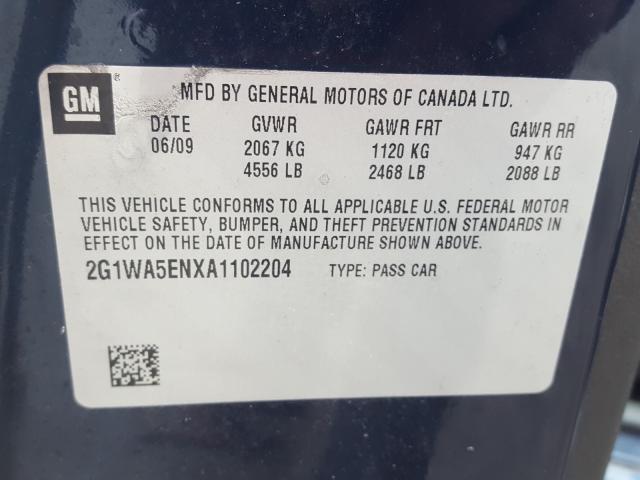 GM
MFD BY GENERAL MOTORS OF CANADA LTD.
DATE GVWR GAWR FRT GAWR RR
06/09 2067 KG 1120 KG 947 KG
4556 LB 2468 LB 2088 LB
THIS VEHICLE CONFORMS TO ALL APPLICABLE U.S. FEDERAL MOTOR
VEHICLE SAFETY, BUMPER, AND THEFT PREVENTION STANDARDS IN
EFFECT ON THE DATE OF MANUFACTURE SHOWN ABOVE.
2G1WA5ENXA1102204 TYPE: PASS CAR